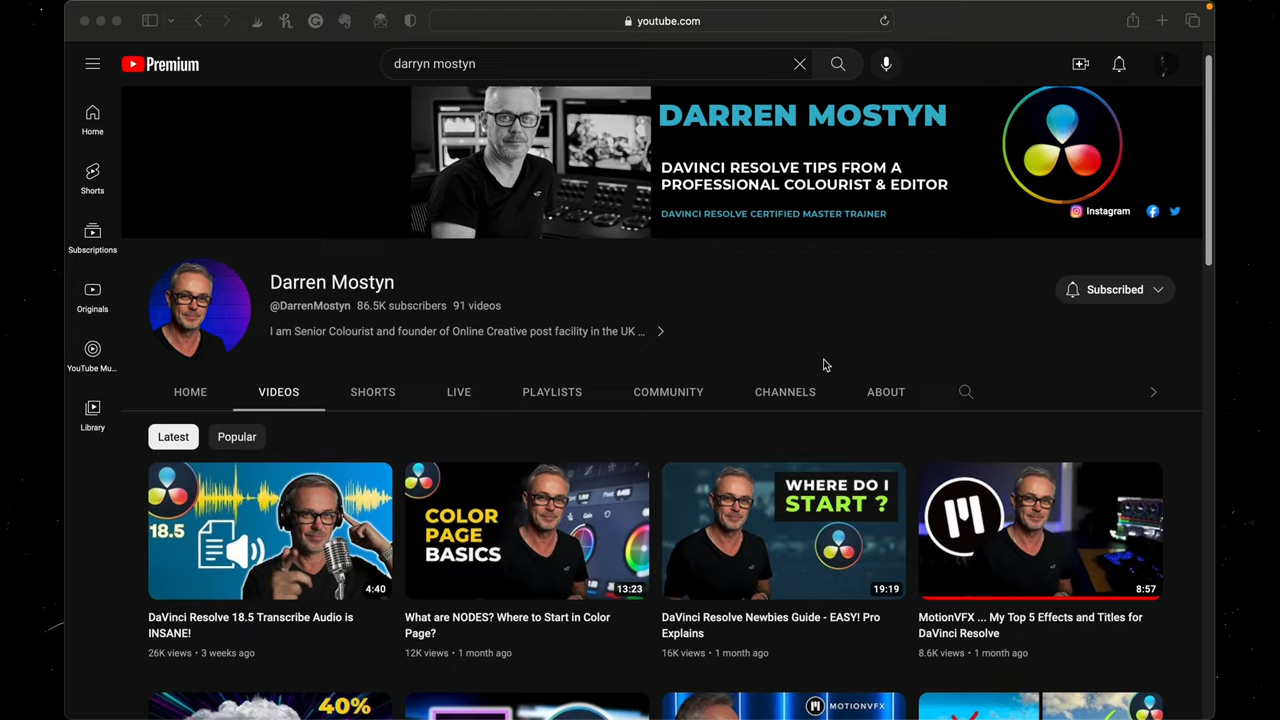 youtube.com
Premium
darryn mostyn
Home
Shorts
Subscriptions
Originals
YouTube Mu...
Library
DARREN MOSTYN
DAVINCI RESOLVE TIPS FROM A
PROFESSIONAL COLOURIST & EDITOR
DAVINCI RESOLVE CERTIFIED MASTER TRAINER
Instagram
Darren Mostyn
@DarrenMostyn 86.5K subscribers 91 videos
I am Senior Colourist and founder of Online Creative post facility in the UK ...
Subscribed
HOME VIDEOS SHORTS LIVE PLAYLISTS COMMUNITY CHANNELS ABOUT
Latest Popular
18.5
4:40
DaVinci Resolve 18.5 Transcribe Audio is
INSANE!
26K views • 3 weeks ago
COLOR
PAGE
BASICS
13:23
What are NODES? Where to Start in Color
Page?
12K views • 1 month ago
WHERE DO I
START ?
19:19
DaVinci Resolve Newbies Guide - EASY! Pro
Explains
16K views • 1 month ago
8:57
MotionVFX ... My Top 5 Effects and Titles for
DaVinci Resolve
8.6K views • 1 month ago
40%
MOTIONVFX